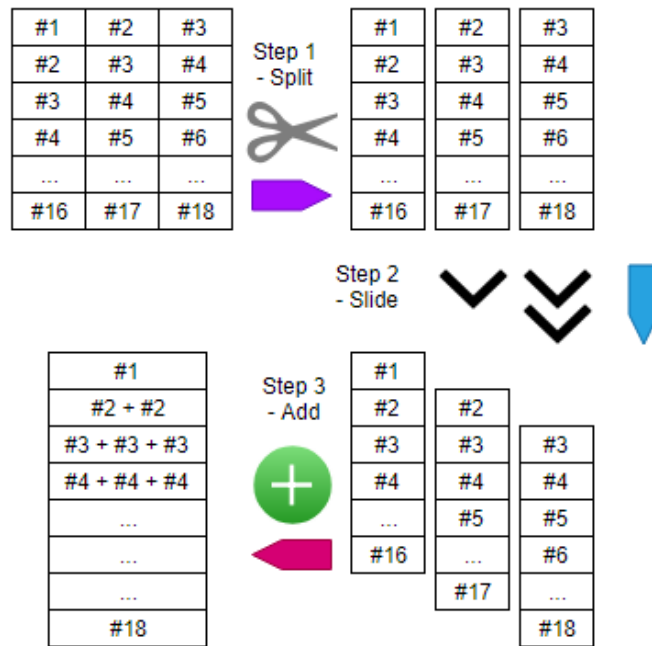 #1 #2 #3
#2 #3 #4
#3 #4 #5
#4 #5 #6
... ... ...
#16 #17 #18
Step 1
- Split
#1 #2 #3
#2 #3 #4
#3 #4 #5
#4 #5 #6
... ... ...
#16 #17 #18
Step 2
- Slide
#1
#2 + #2
#3 + #3 + #3
#4 + #4 + #4
...
...
...
#18
Step 3
- Add
#1
#2 #2
#3 #3 #3
#4 #4 #4
... #5 #5
#16 ... #6
#17 ...
#18